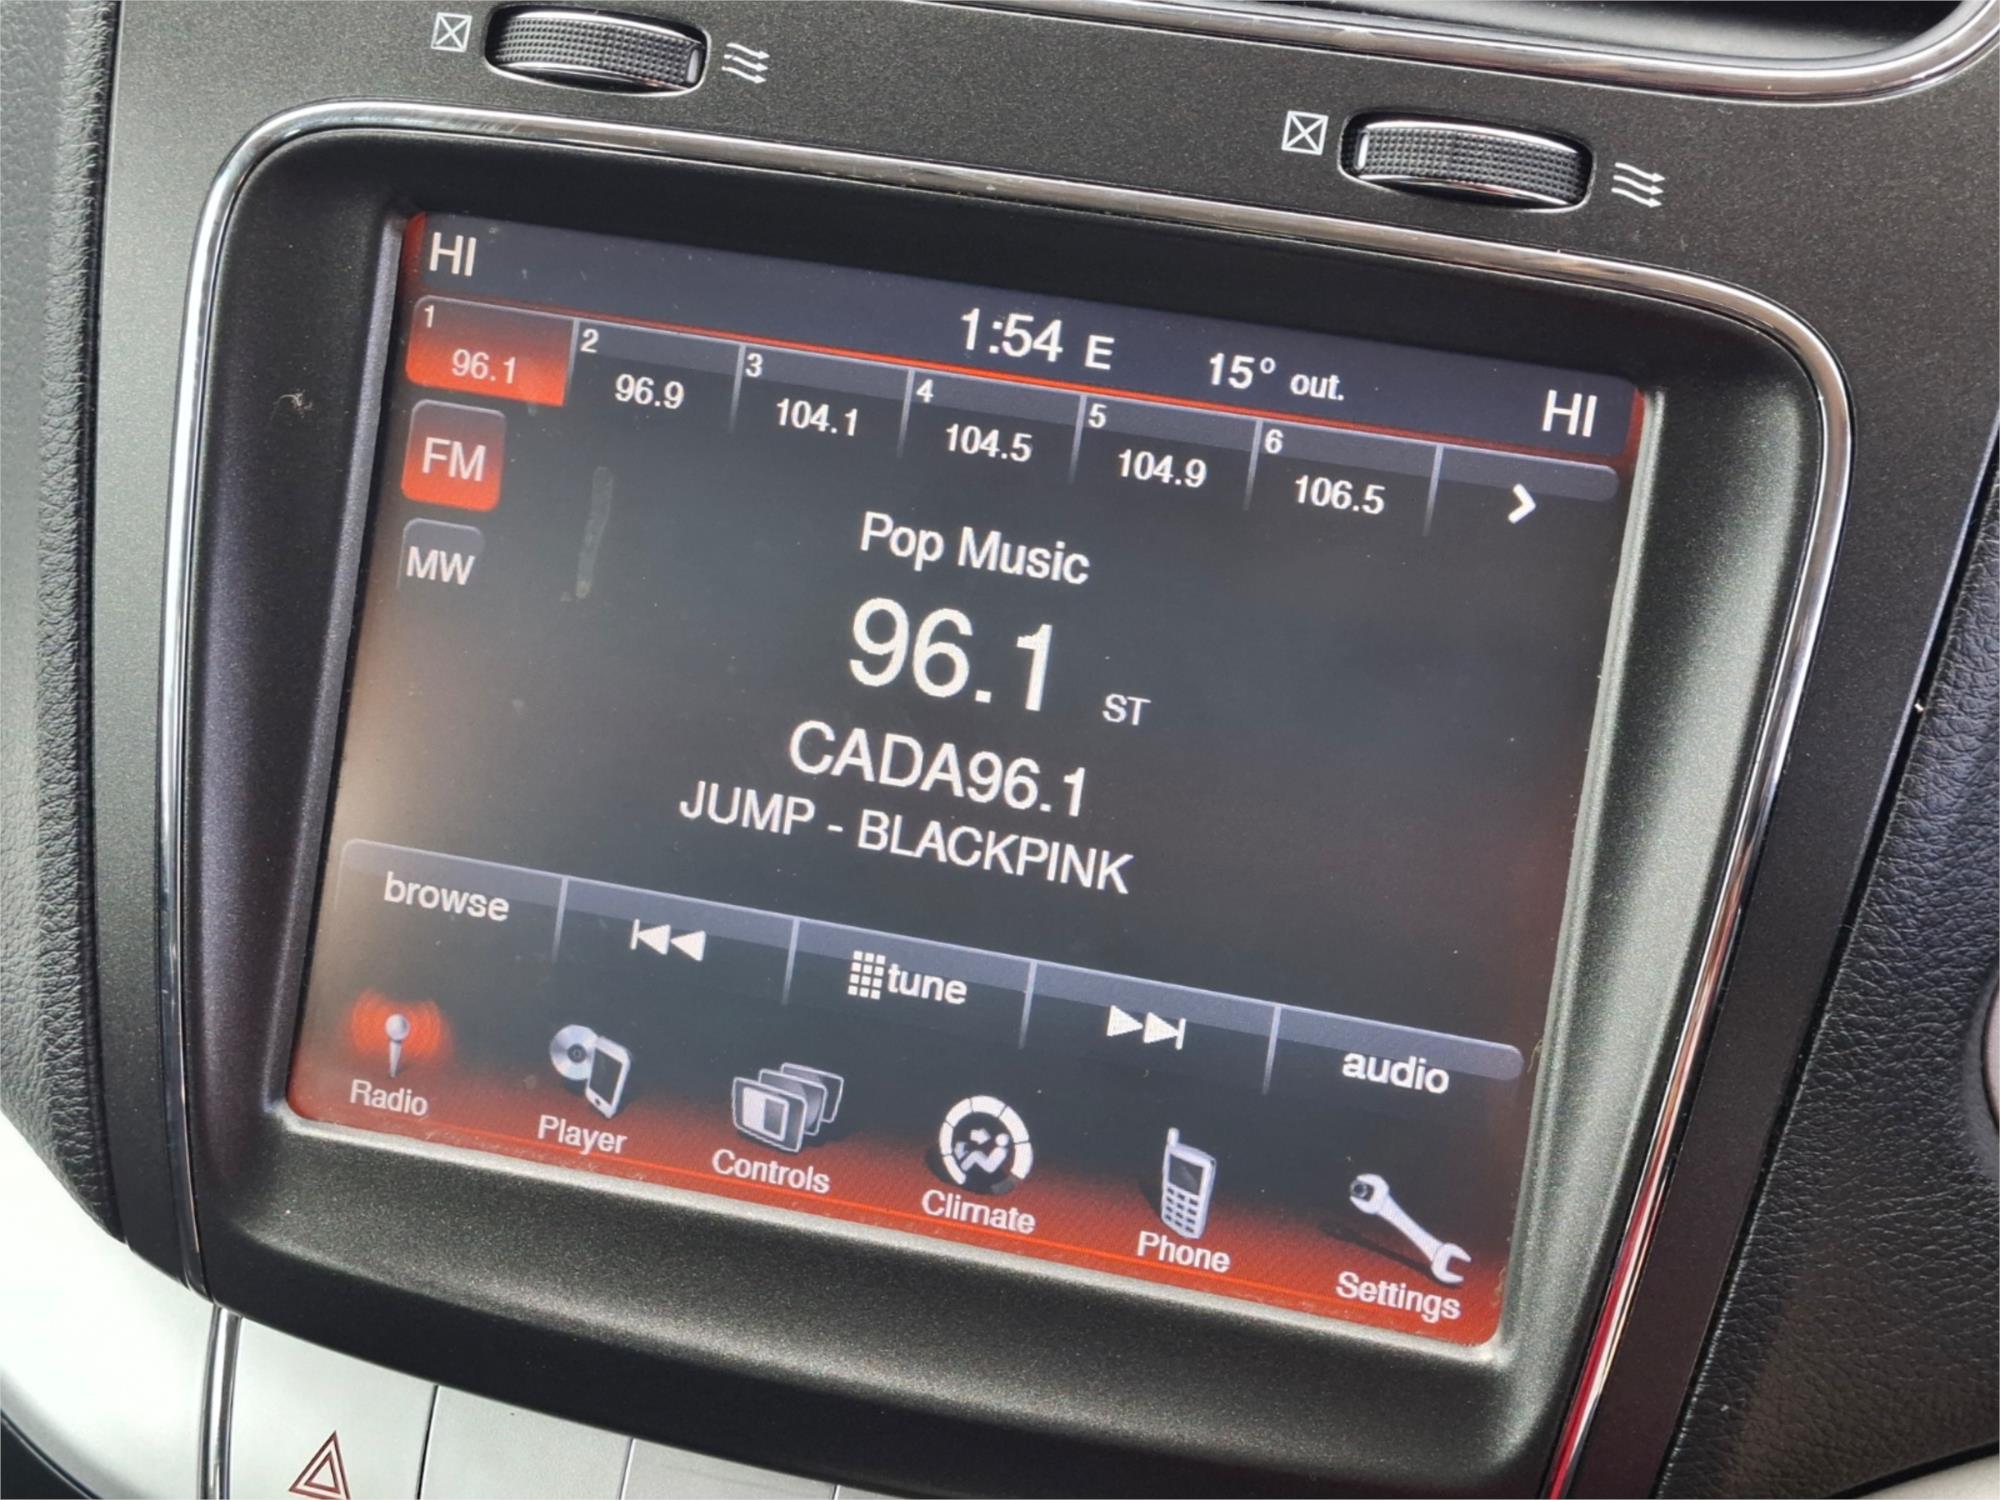 HI
1:54 E 15° out.
HI
1 96.1 2 96.9 3 104.1 4 104.5 5 104.9 6 106.5
FM
MW
Pop Music
96.1 ST
CADA96.1
JUMP - BLACKPINK
browse tune audio
Radio Player Controls Climate Phone Settings